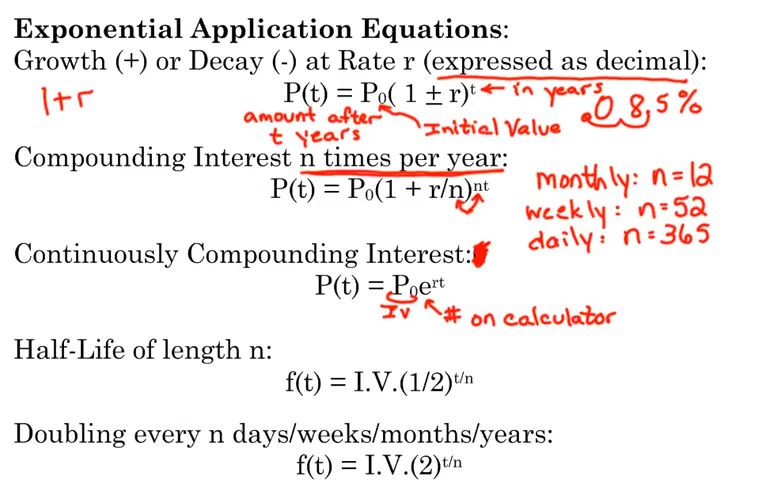 Exponential Application Equations:
Growth (+) or Decay (-) at Rate r (expressed as decimal):
P(t) = P₀( 1 ± r)ᵗ ← in years
1+r
0 8.5%
amount after
t years
Initial Value
Compounding Interest n times per year:
P(t) = P₀(1 + r/n)ⁿᵗ
monthly: n=12
weekly: n=52
daily: n=365
Continuously Compounding Interest:
P(t) = P₀eʳᵗ
IV
# on calculator
Half-Life of length n:
f(t) = I.V.(1/2)ᵗ/ⁿ
Doubling every n days/weeks/months/years:
f(t) = I.V.(2)ᵗ/ⁿ